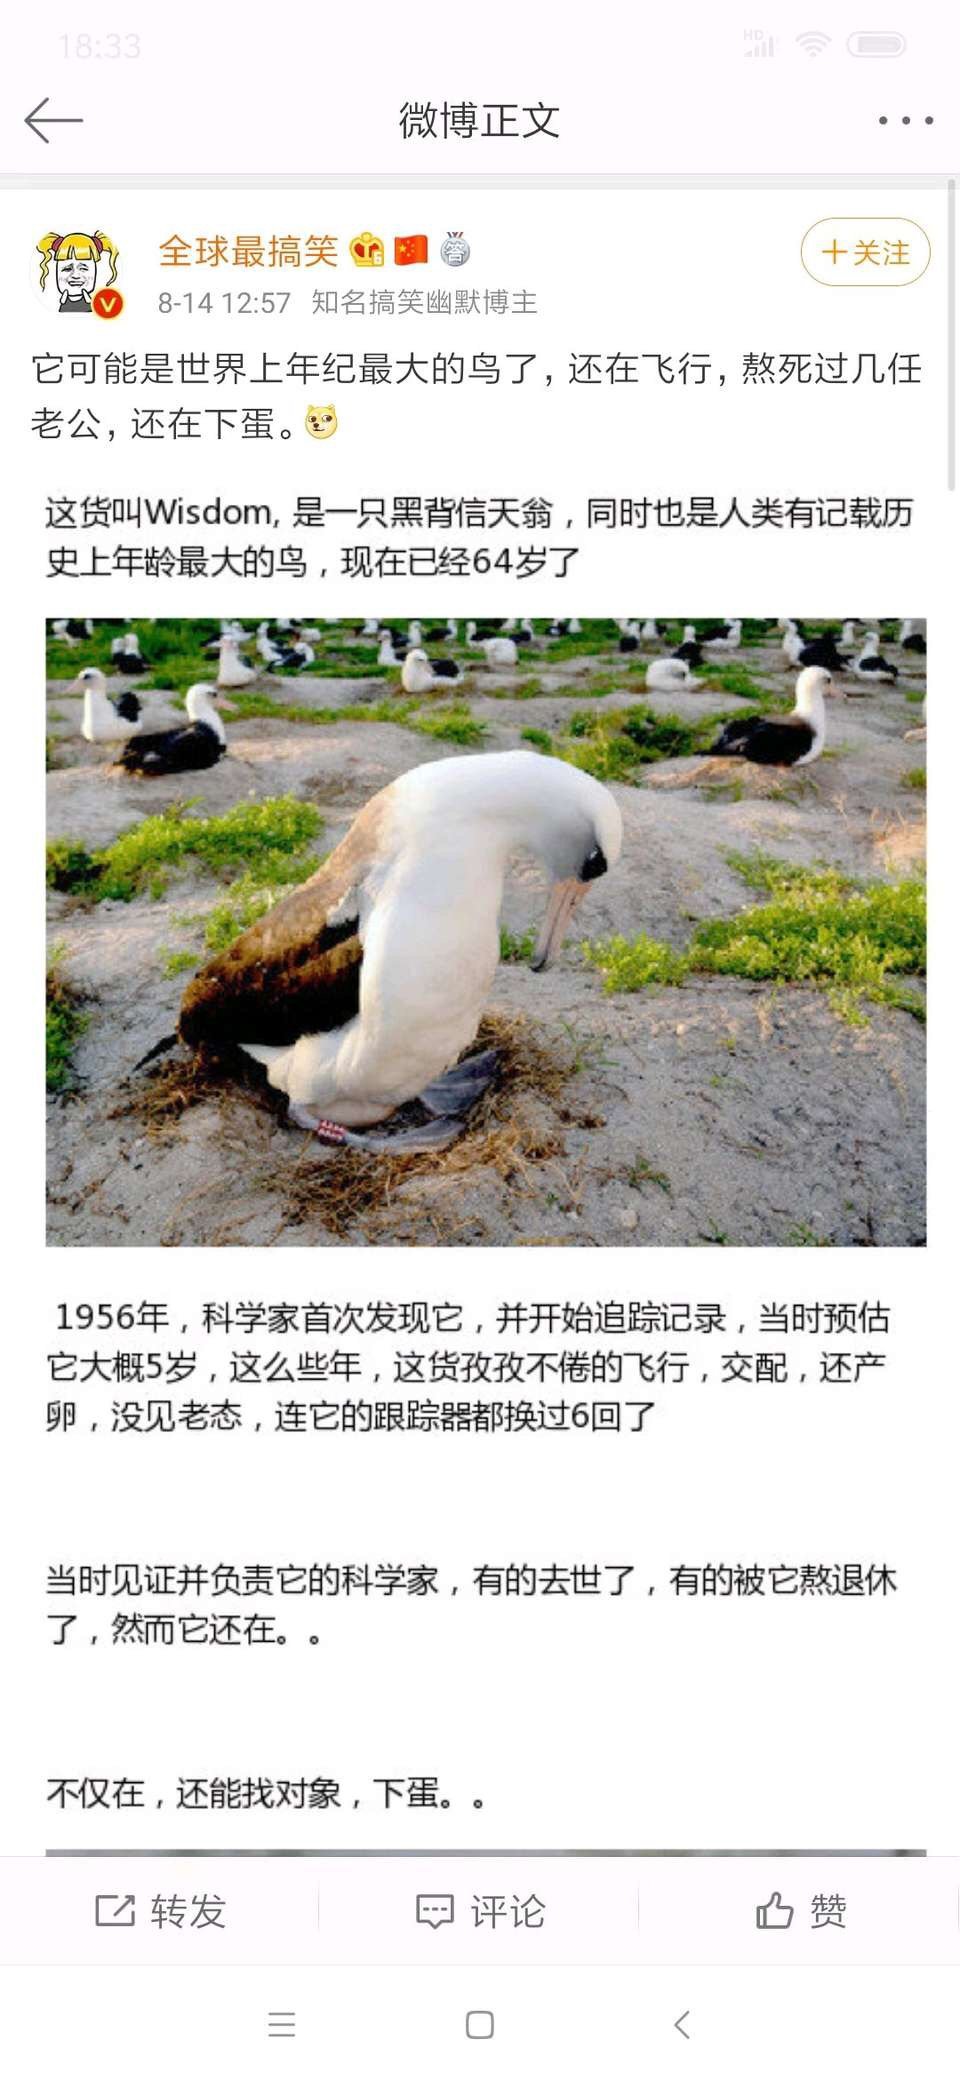 18:33
HD
微博正文
全球最搞笑
答
+关注
8-14 12:57 知名搞笑幽默博主
它可能是世界上年纪最大的鸟了，还在飞行，熬死过几任
老公，还在下蛋。
这货叫Wisdom, 是一只黑背信天翁，同时也是人类有记载历
史上年龄最大的鸟，现在已经64岁了
1956年，科学家首次发现它，并开始追踪记录，当时预估
它大概5岁，这么些年，这货孜孜不倦的飞行，交配，还产
卵，没见老态，连它的跟踪器都换过6回了
当时见证并负责它的科学家，有的去世了，有的被它熬退休
了，然而它还在。。
不仅在，还能找对象，下蛋。。
转发
评论
赞